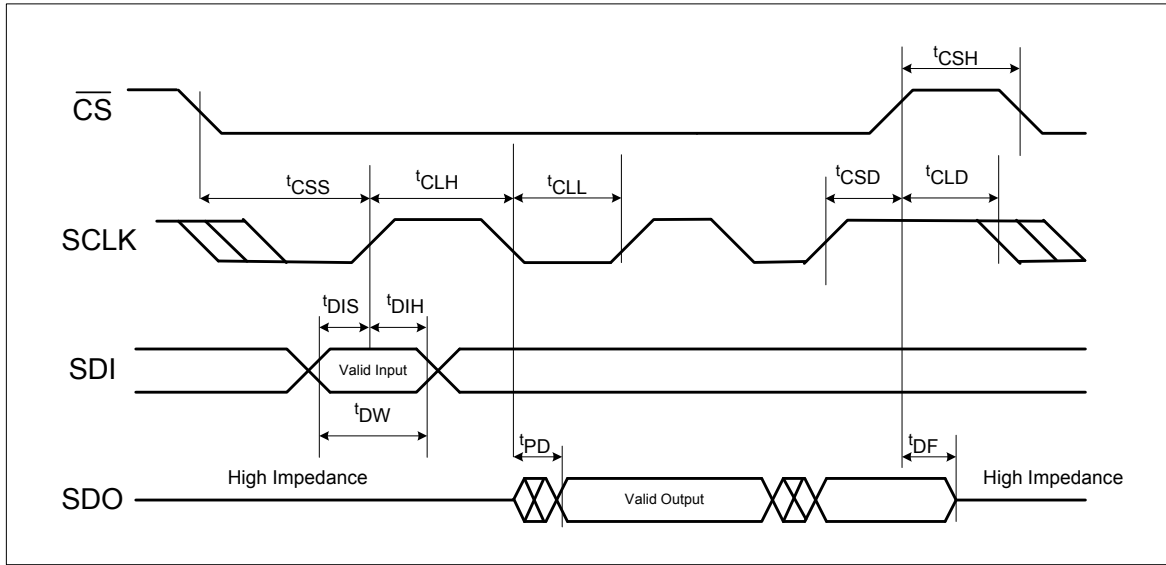 tCSH
CS
tCSS
tCLH
tCLL
tCSD
tCLD
SCLK
tDIS
tDIH
SDI
Valid Input
tDW
tPD
tDF
High Impedance
High Impedance
SDO
Valid Output